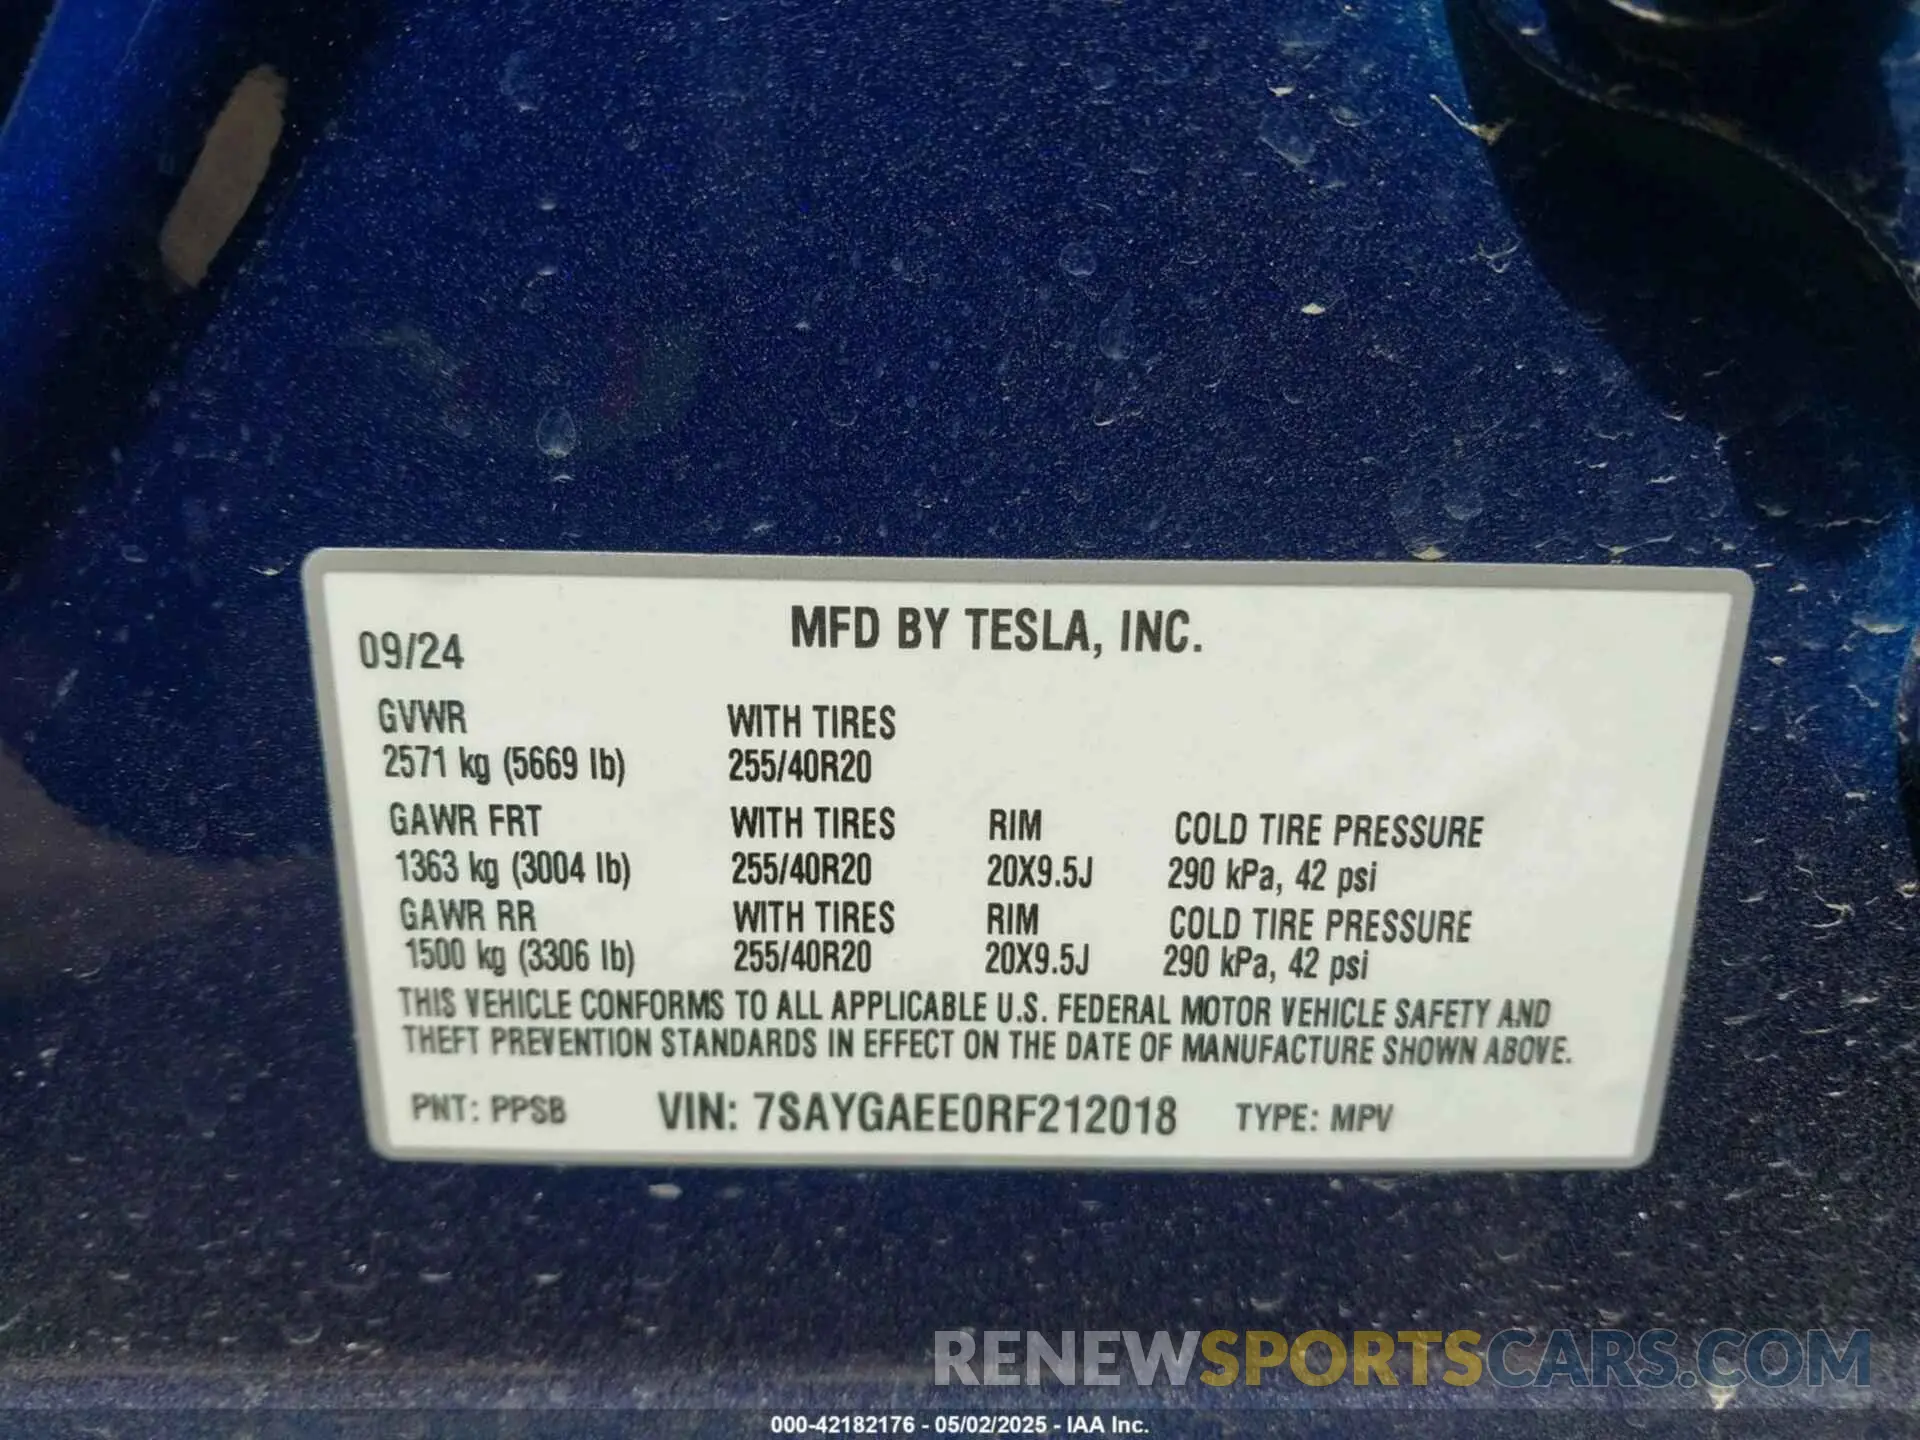 MFD BY TESLA, INC.
09/24
GVWR WITH TIRES
2571 kg (5669 lb) 255/40R20
GAWR FRT WITH TIRES RIM COLD TIRE PRESSURE
1363 kg (3004 lb) 255/40R20 20X9.5J 290 kPa, 42 psi
GAWR RR WITH TIRES RIM COLD TIRE PRESSURE
1500 kg (3306 lb) 255/40R20 20X9.5J 290 kPa, 42 psi
THIS VEHICLE CONFORMS TO ALL APPLICABLE U.S. FEDERAL MOTOR VEHICLE SAFETY AND
THEFT PREVENTION STANDARDS IN EFFECT ON THE DATE OF MANUFACTURE SHOWN ABOVE.
PNT: PPSB VIN: 7SAYGAEE0RF212018 TYPE: MPV
RENEWSPORTSCARS.COM
000-42182176 - 05/02/2025 - IAA Inc.